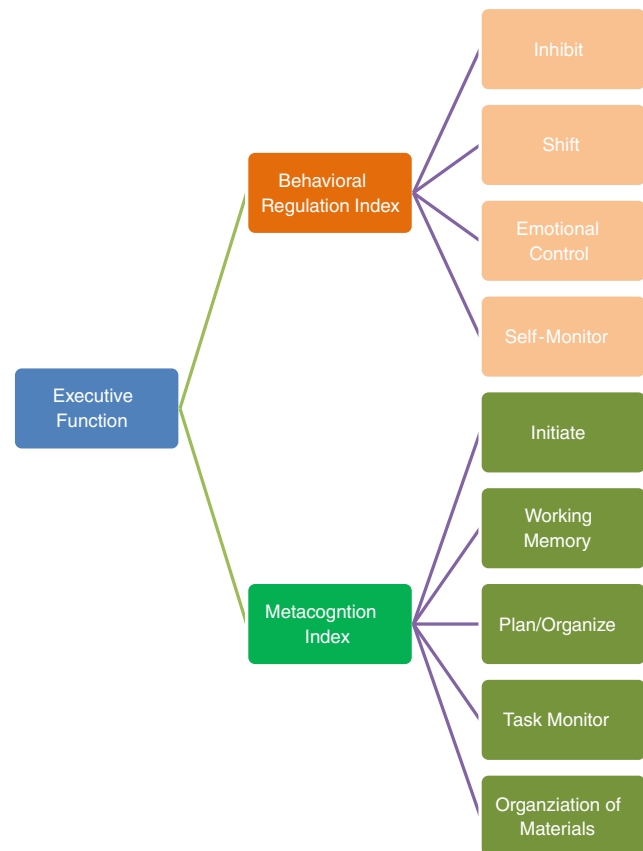 Inhibit
Shift
Behavioral
Regulation Index
Emotional
Control
Self-Monitor
Executive
Function
Initiate
Working
Memory
Metacogntion
Index
Plan/Organize
Task Monitor
Organziation of
Materials